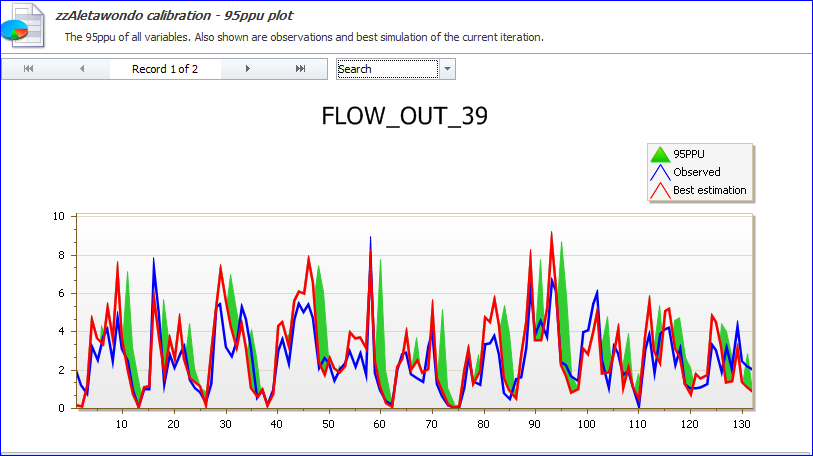 zzAletawondo calibration - 95ppu plot
The 95ppu of all variables. Also shown are observations and best simulation of the current iteration.
Record 1 of 2
Search
FLOW_OUT_39
95PPU
Observed
Best estimation
10
8
6
4
2
0
10 20 30 40 50 60 70 80 90 100 110 120 130